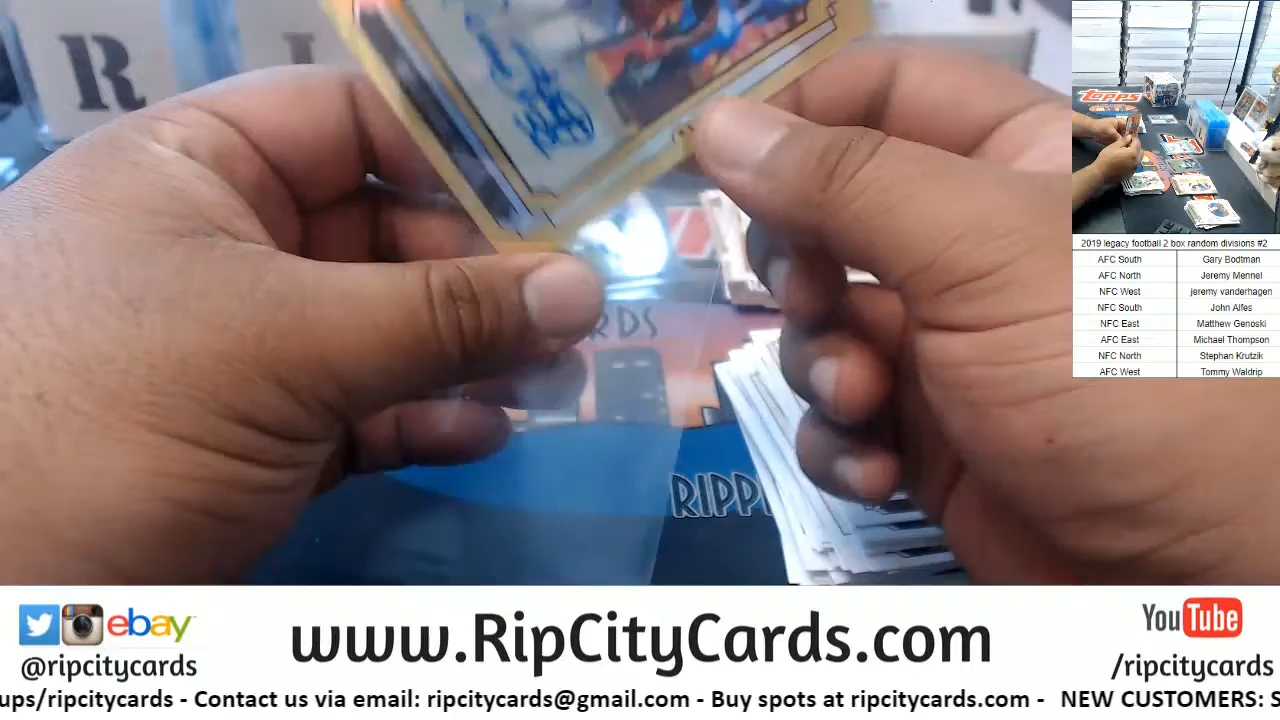 R
I
Topps
2019 legacy football 2 box random divisions #2
AFC South Gary Bodtman
AFC North Jeremy Mennel
NFC West jeremy vanderhagen
NFC South John Alfes
NFC East Matthew Genoski
AFC East Michael Thompson
NFC North Stephan Krutzik
AFC West Tommy Waldrip
RDS
RIPP
ebay
@ripcitycards
www.RipCityCards.com
YouTube
/ripcitycards
ups/ripcitycards - Contact us via email: ripcitycards@gmail.com - Buy spots at ripcitycards.com - NEW CUSTOMERS: S